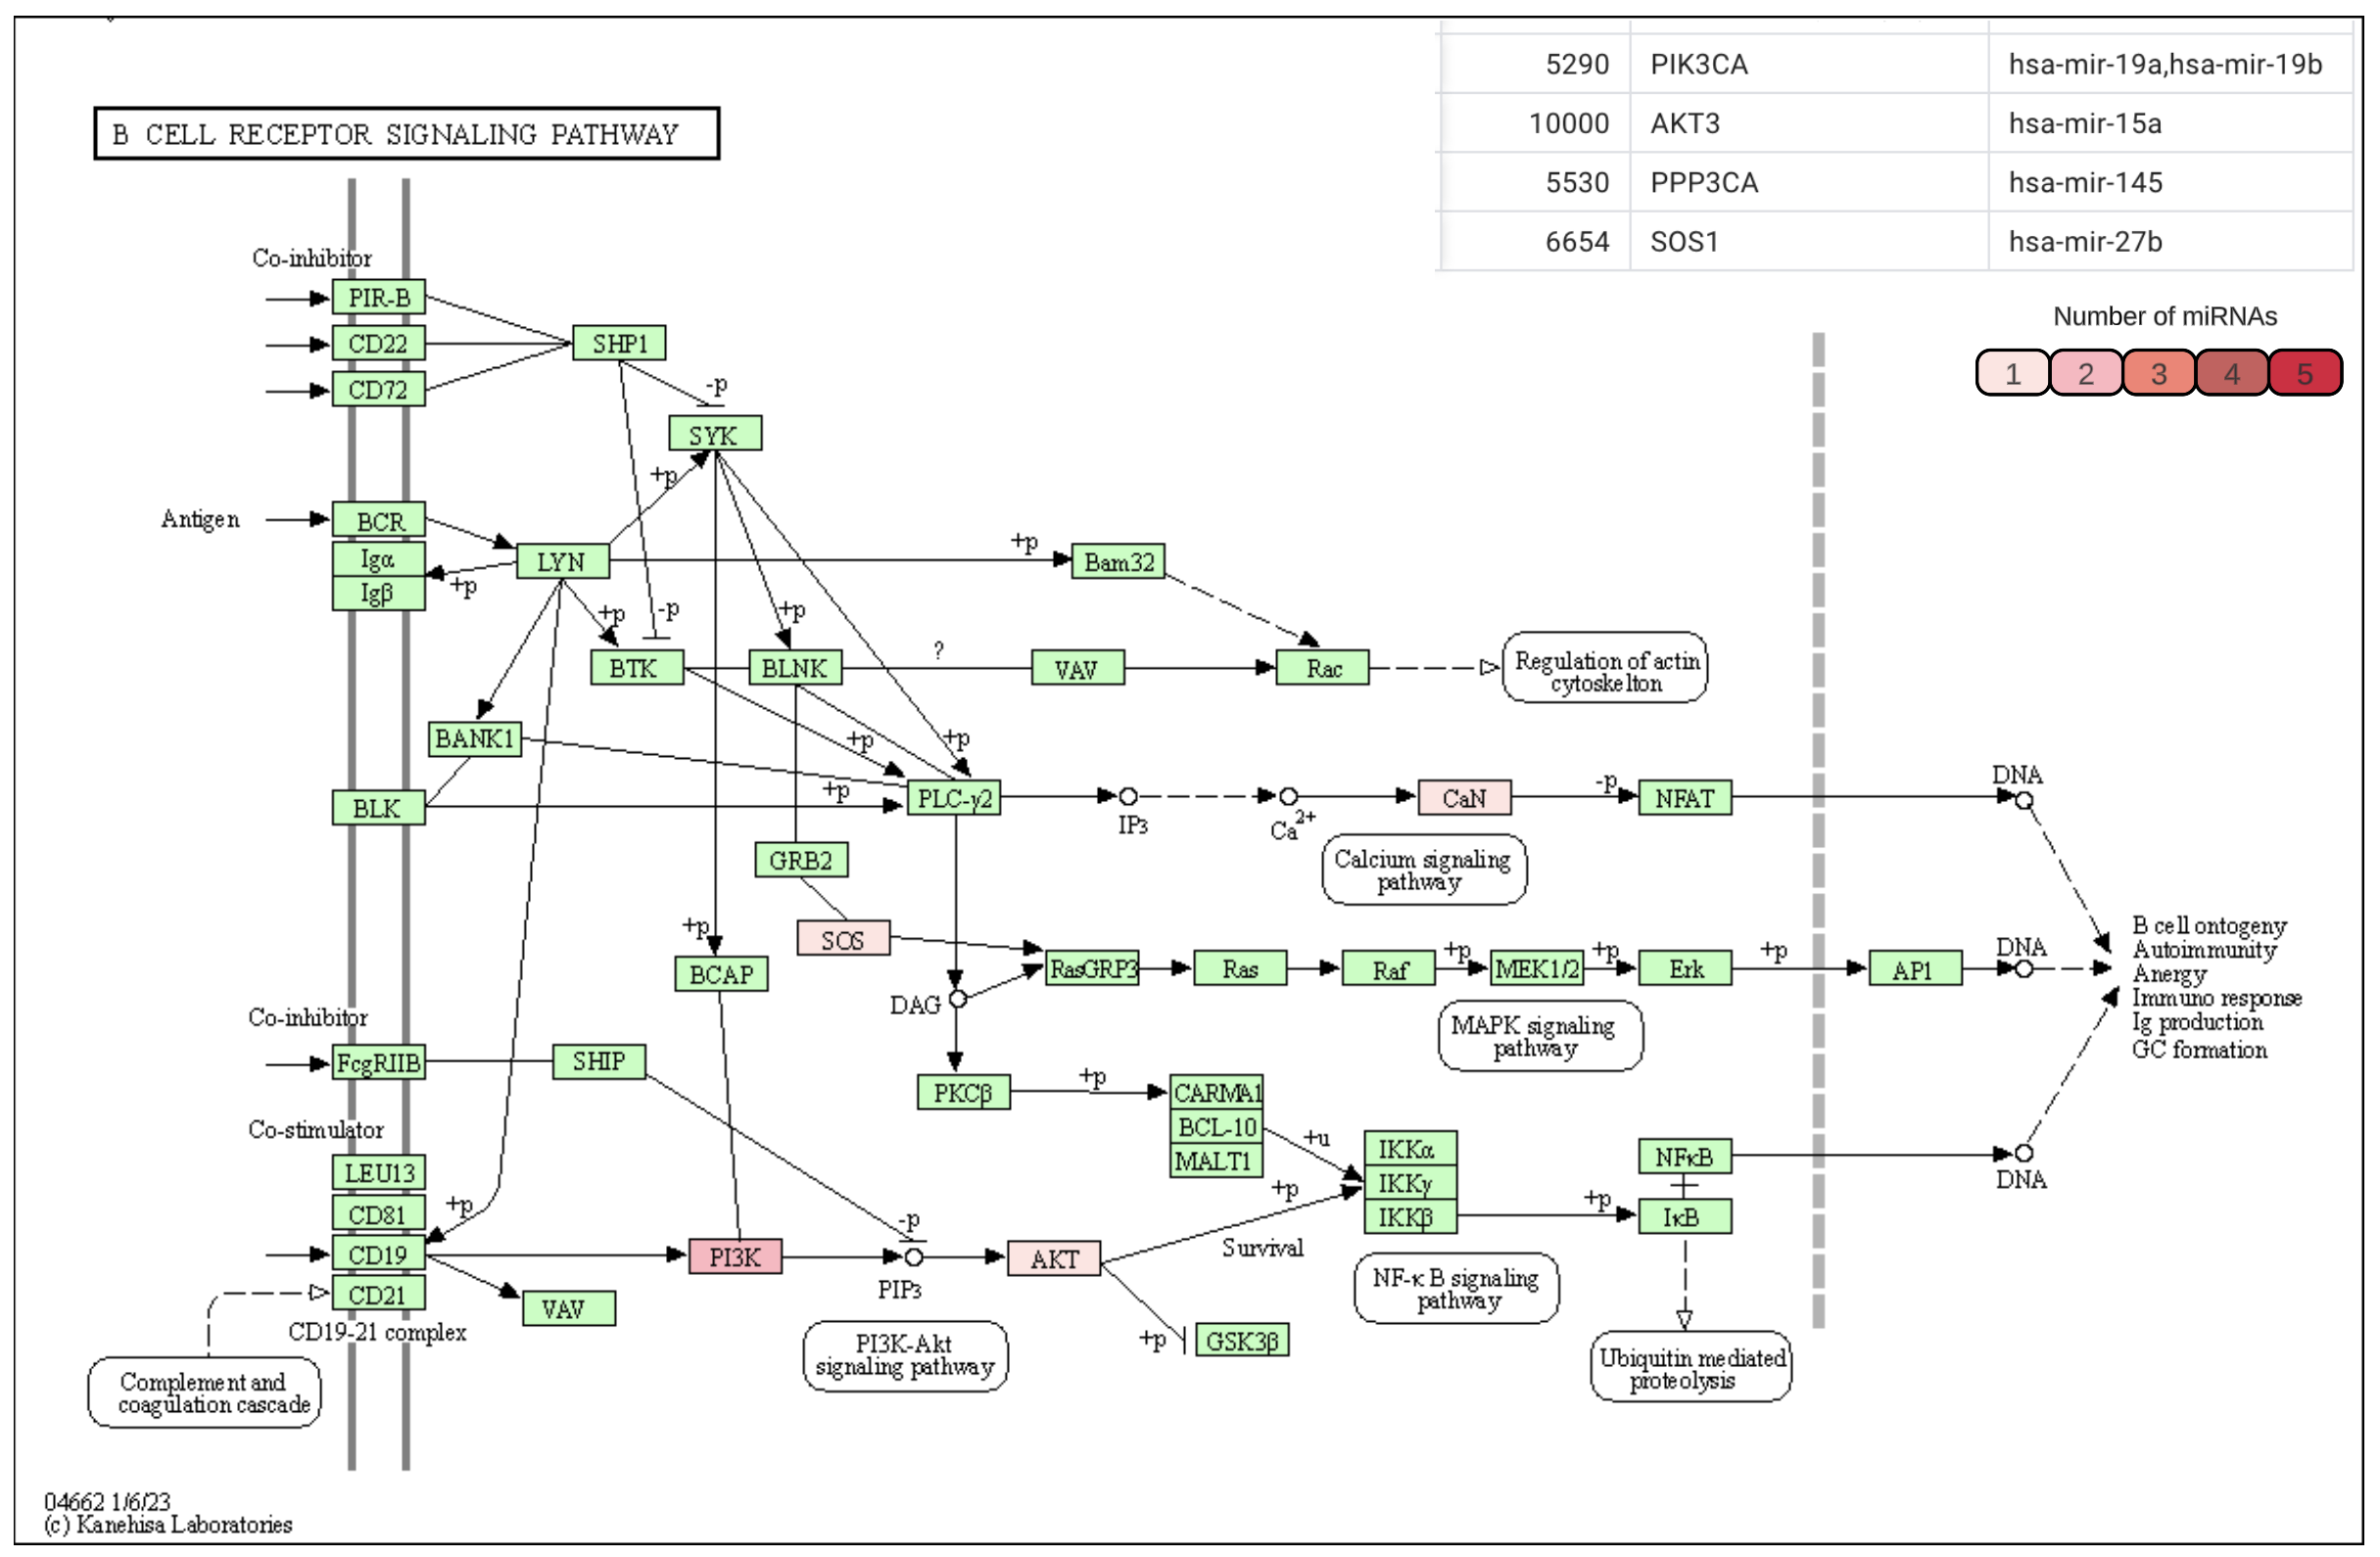 5290 PIK3CA hsa-mir-19a,hsa-mir-19b
10000 AKT3 hsa-mir-15a
5530 PPP3CA hsa-mir-145
6654 SOS1 hsa-mir-27b
Number of miRNAs
1 2 3 4 5
B CELL RECEPTOR SIGNALING PATHWAY
Co-inhibitor
PIR-B
CD22
CD72
SHP1
-p
SYK
+p
Antigen
BCR
Igα
Igβ
+p
LYN
+p
Bam32
+p
-p
+p
BTK
BLNK
?
VAV
Rac
Regulation of actin
cytoskelton
BANK1
+p
+p
BLK
+p
PLC-γ2
IP3
Ca2+
CaN
-p
NFAT
DNA
Calcium signaling
pathway
GRB2
SOS
+p
BCAP
DAG
RasGRP3
Ras
Raf
+p
MEK1/2
+p
Erk
+p
AP1
DNA
MAPK signaling
pathway
B cell ontogeny
Autoimmunity
Anergy
Immuno response
Ig production
GC formation
Co-inhibitor
FcgRIIB
SHIP
PKCβ
+p
CARMA1
BCL-10
MALT1
+u
IKKα
IKKγ
IKKβ
+p
+p
NFκB
IκB
DNA
Co-stimulator
LEU13
CD81
CD19
CD21
+p
CD19-21 complex
VAV
PI3K
-p
PIP3
AKT
Survival
+p
GSK3β
PI3K-Akt
signaling pathway
NF-κ B signaling
pathway
Ubiquitin mediated
proteolysis
Complement and
coagulation cascade
04662 1/6/23
(c) Kanehisa Laboratories